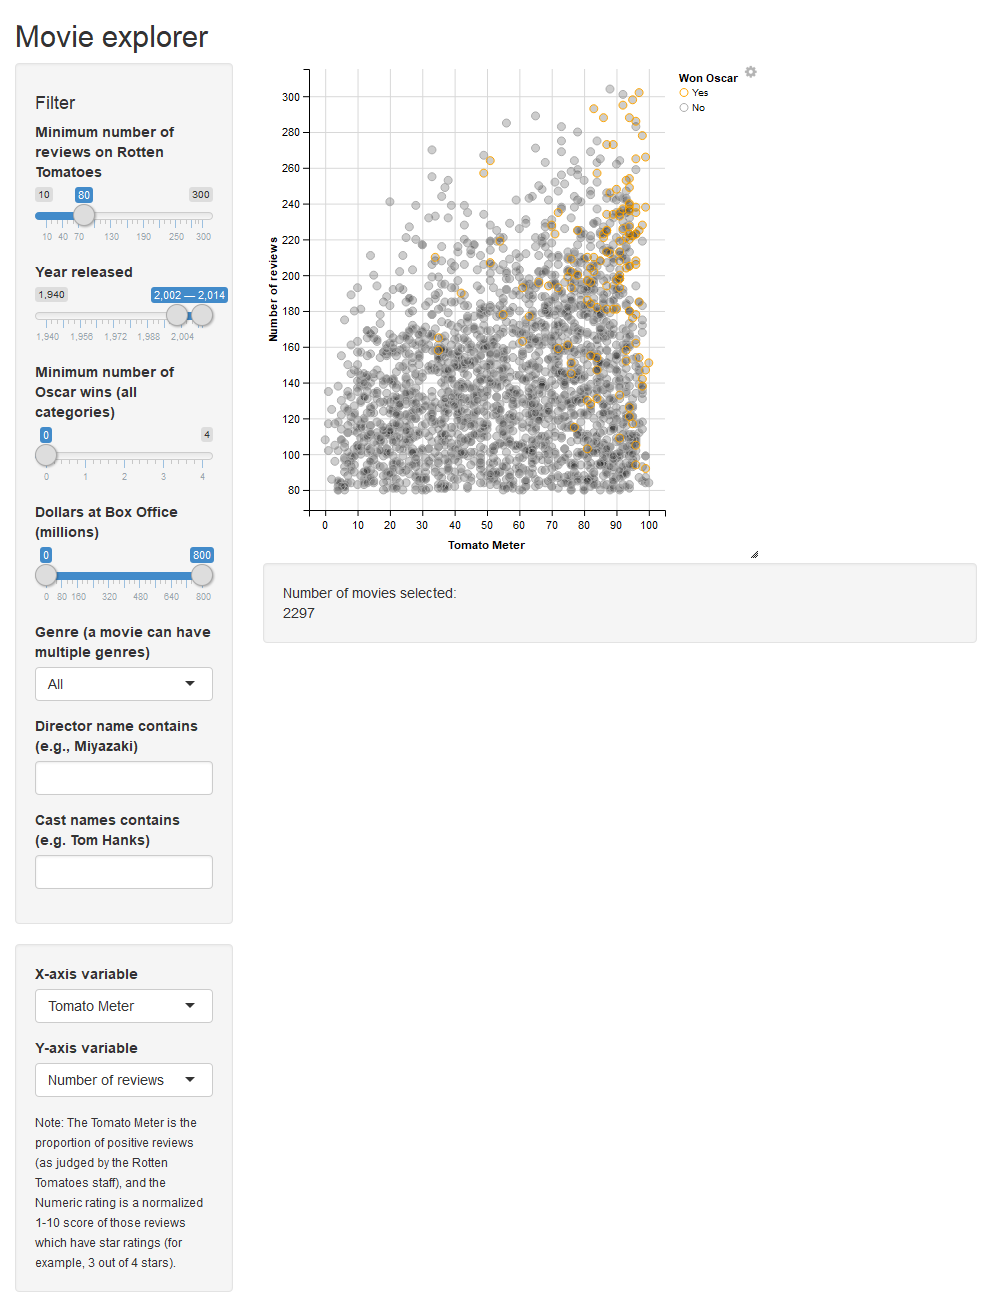 Movie explorer
Filter
Minimum number of
reviews on Rotten
Tomatoes
10 80 300
10 40 70 130 190 250 300
Year released
1,940 2,002 — 2,014
1,940 1,956 1,972 1,988 2,004
Minimum number of
Oscar wins (all
categories)
0 4
0 1 2 3 4
Dollars at Box Office
(millions)
0 800
0 80 160 320 480 640 800
Genre (a movie can have
multiple genres)
All
Director name contains
(e.g., Miyazaki)
Cast names contains
(e.g. Tom Hanks)
X-axis variable
Tomato Meter
Y-axis variable
Number of reviews
Note: The Tomato Meter is the
proportion of positive reviews
(as judged by the Rotten
Tomatoes staff), and the
Numeric rating is a normalized
1-10 score of those reviews
which have star ratings (for
example, 3 out of 4 stars).
Number of reviews
300
280
260
240
220
200
180
160
140
120
100
80
0 10 20 30 40 50 60 70 80 90 100
Tomato Meter
Won Oscar
Yes
No
Number of movies selected:
2297